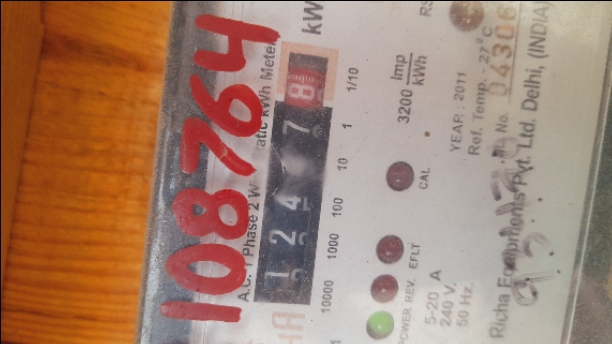 108764
A.C. 1 Phase 2 W atic kWh Meter
1 2 4 7 8
kW
10000 1000 100 10 1 1/10
3200 Imp/kWh
CAL
EFLT
REV.
POWER
5-20 A
240 V.
50 Hz.
YEAR: 2011
Ref. Temp. - 27°C
No. 04306
Pvt. Ltd. Delhi, (INDIA)